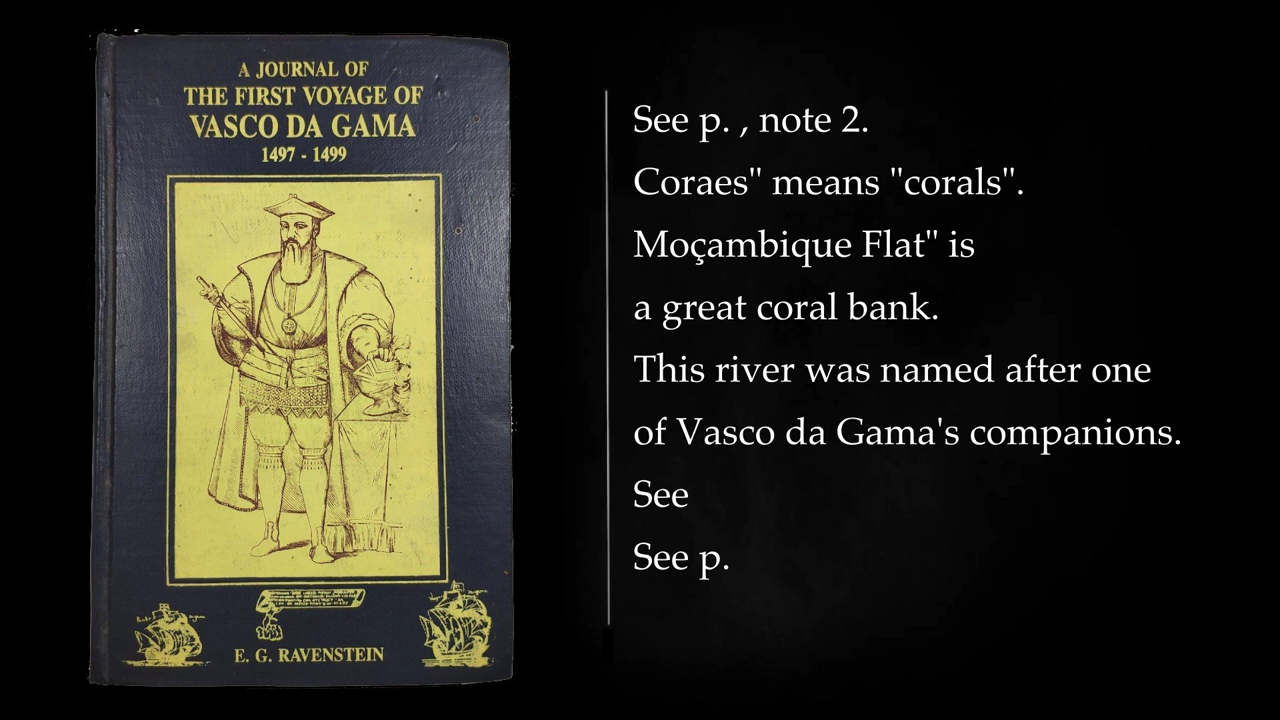 A JOURNAL OF
THE FIRST VOYAGE OF
VASCO DA GAMA
1497 - 1499
E. G. RAVENSTEIN
See p. , note 2.
Coraes" means "corals".
Moçambique Flat" is
a great coral bank.
This river was named after one
of Vasco da Gama's companions.
See
See p.